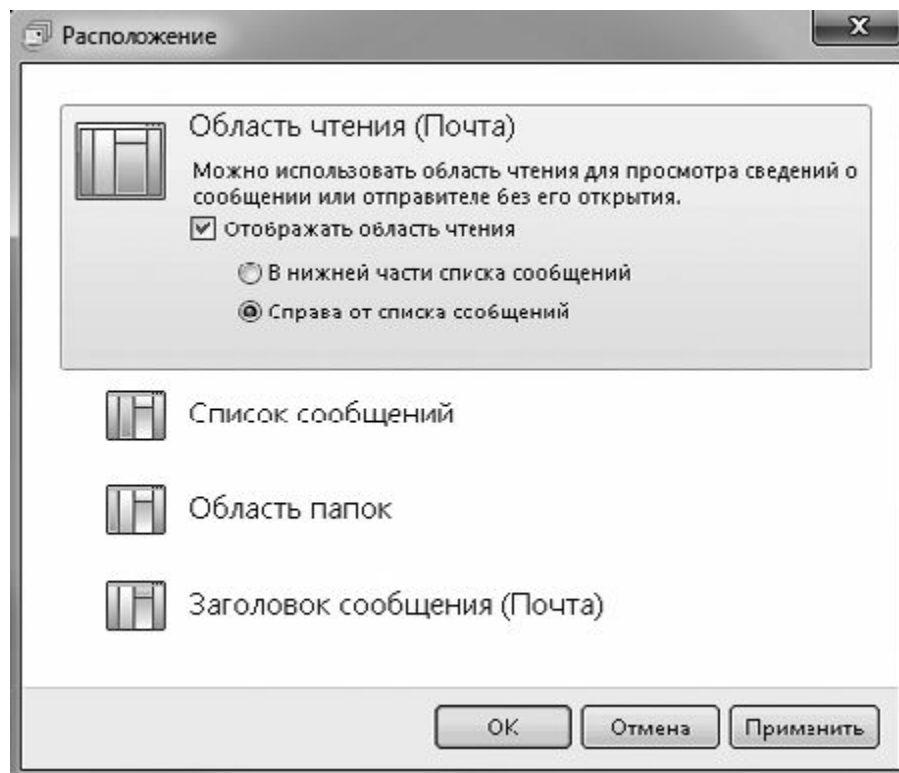 Расположение
Область чтения (Почта)
Можно использовать область чтения для просмотра сведений о
сообщении или отправителе без его открытия.
Отображать область чтения
В нижней части списка сообщений
Справа от списка сообщений
Список сообщений
Область папок
Заголовок сообщения (Почта)
OK
Отмена
Применить